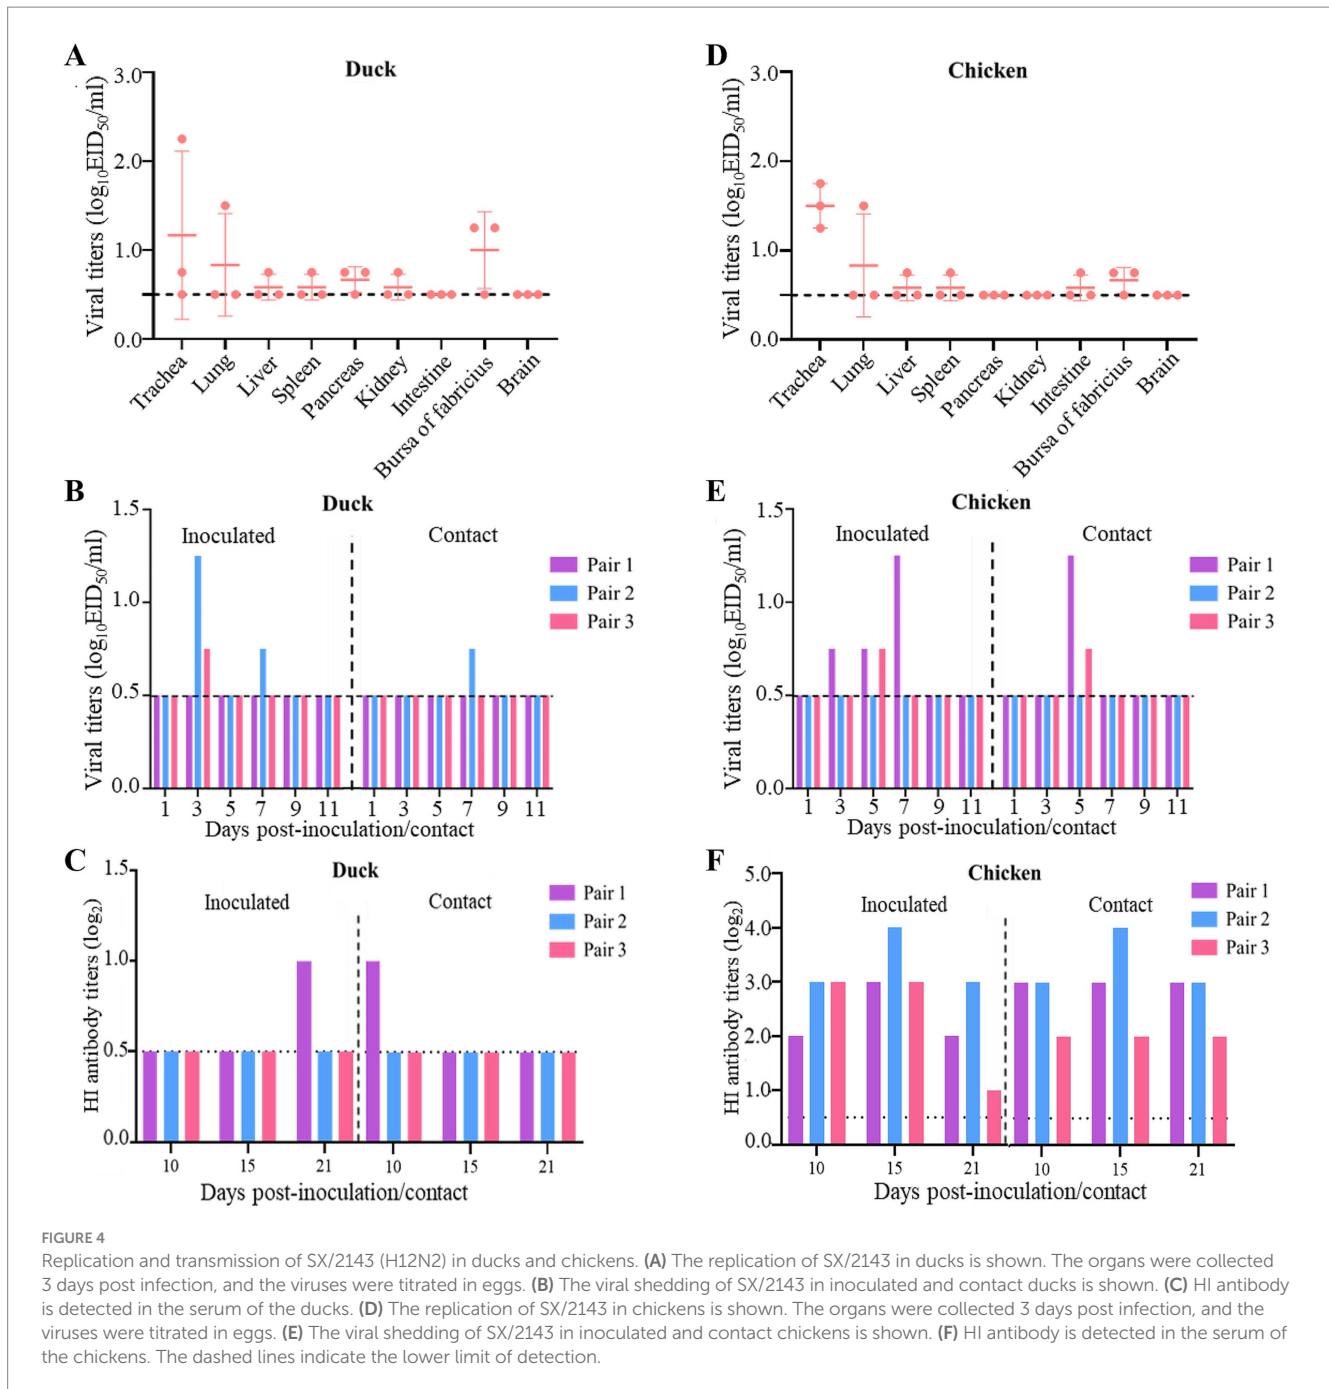 A
Duck
Viral titers (log10EID50/ml)
3.0
2.0
1.0
0.0
Trachea
Lung
Liver
Spleen
Pancreas
Kidney
Intestine
Bursa of fabricius
Brain
D
Chicken
Viral titers (log10EID50/ml)
3.0
2.0
1.0
0.0
Trachea
Lung
Liver
Spleen
Pancreas
Kidney
Intestine
Bursa of fabricius
Brain
B
Duck
Inoculated
Contact
Viral titers (log10EID50/ml)
1.5
1.0
0.5
0.0
1 3 5 7 9 11 1 3 5 7 9 11
Days post-inoculation/contact
Pair 1
Pair 2
Pair 3
E
Chicken
Inoculated
Contact
Viral titers (log10EID50/ml)
1.5
1.0
0.5
0.0
1 3 5 7 9 11 1 3 5 7 9 11
Days post-inoculation/contact
Pair 1
Pair 2
Pair 3
C
Duck
Inoculated
Contact
HI antibody titers (log2)
1.5
1.0
0.5
0.0
10 15 21 10 15 21
Days post-inoculation/contact
Pair 1
Pair 2
Pair 3
F
Chicken
Inoculated
Contact
HI antibody titers (log2)
5.0
4.0
3.0
2.0
1.0
0.0
10 15 21 10 15 21
Days post-inoculation/contact
Pair 1
Pair 2
Pair 3
FIGURE 4
Replication and transmission of SX/2143 (H12N2) in ducks and chickens. (A) The replication of SX/2143 in ducks is shown. The organs were collected
3 days post infection, and the viruses were titrated in eggs. (B) The viral shedding of SX/2143 in inoculated and contact ducks is shown. (C) HI antibody
is detected in the serum of the ducks. (D) The replication of SX/2143 in chickens is shown. The organs were collected 3 days post infection, and the
viruses were titrated in eggs. (E) The viral shedding of SX/2143 in inoculated and contact chickens is shown. (F) HI antibody is detected in the serum of
the chickens. The dashed lines indicate the lower limit of detection.